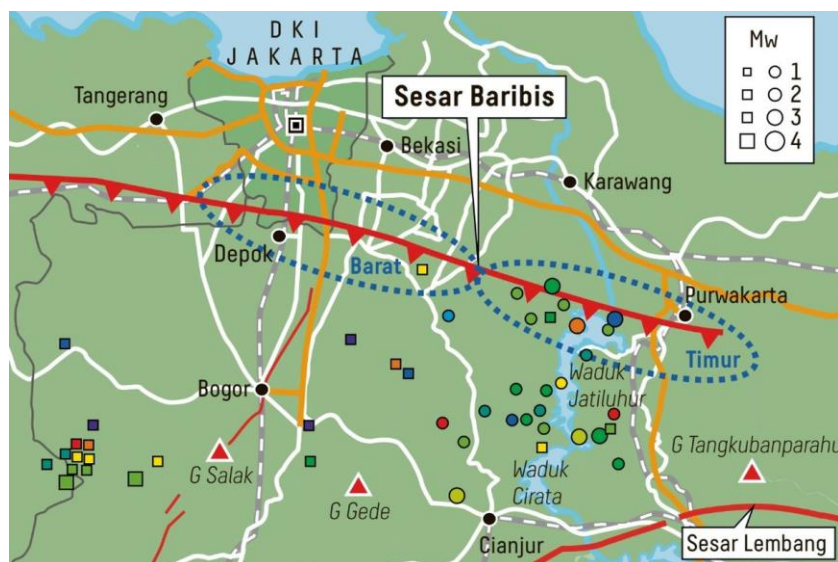 DKI
JAKARTA
Mw
1
2
3
4
Tangerang
Sesar Baribis
Bekasi
Karawang
Depok
Barat
Purwakarta
Timur
Waduk
Jatiluhur
Bogor
G Salak
G Gede
Waduk
Cirata
G Tangkubanparahu
Cianjur
Sesar Lembang